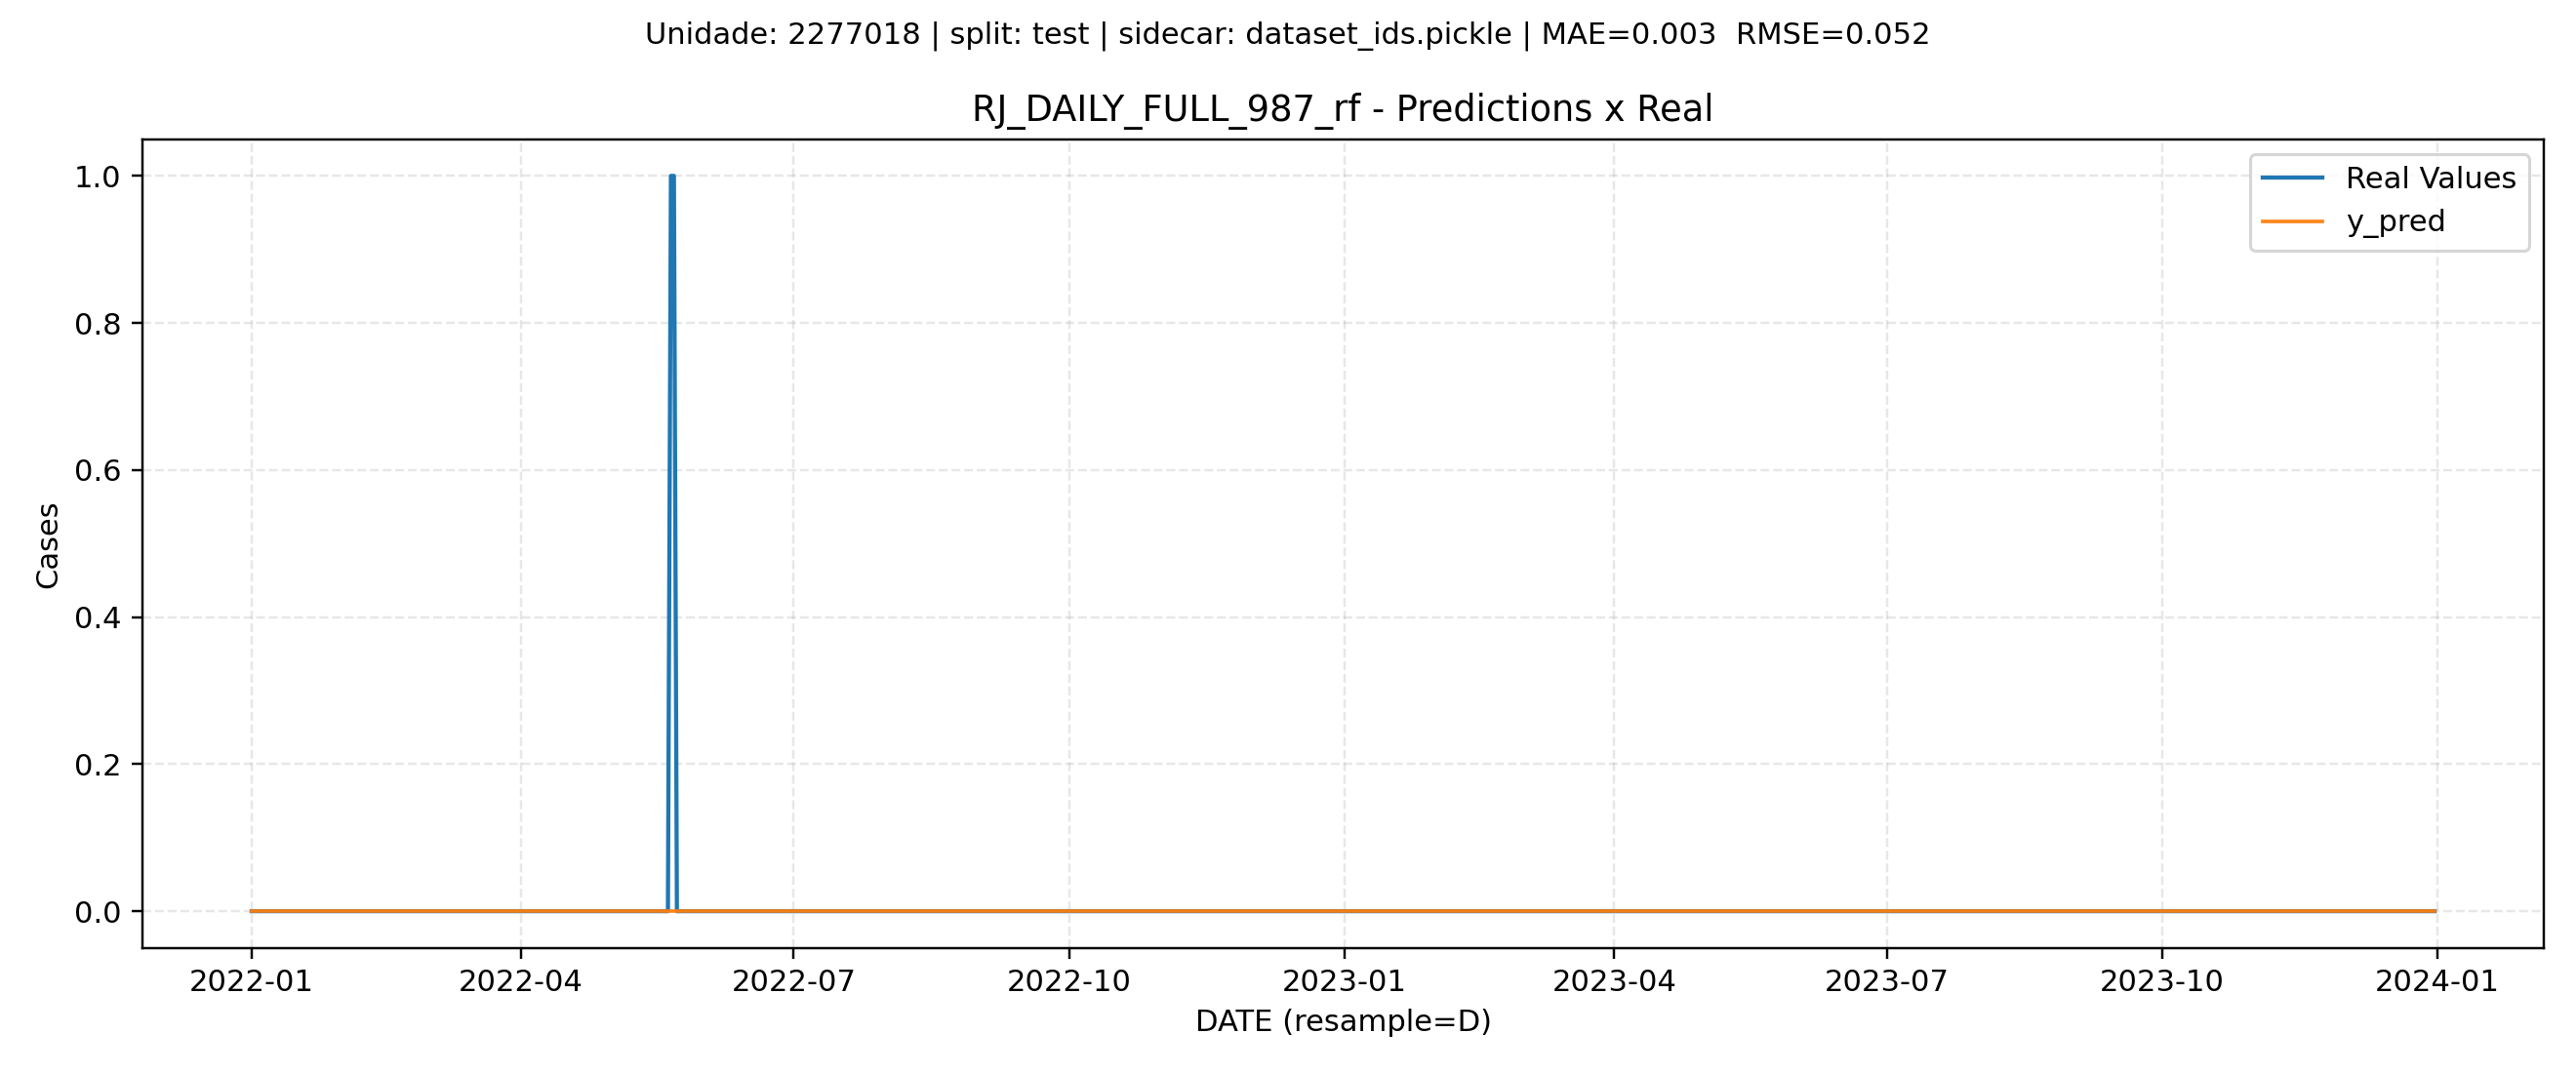 Unidade: 2277018 | split: test | sidecar: dataset_ids.pickle | MAE=0.003  RMSE=0.052
RJ_DAILY_FULL_987_rf - Predictions x Real
Real Values
y_pred
1.0
0.8
0.6
0.4
0.2
0.0
Cases
2022-01 2022-04 2022-07 2022-10 2023-01 2023-04 2023-07 2023-10 2024-01
DATE (resample=D)